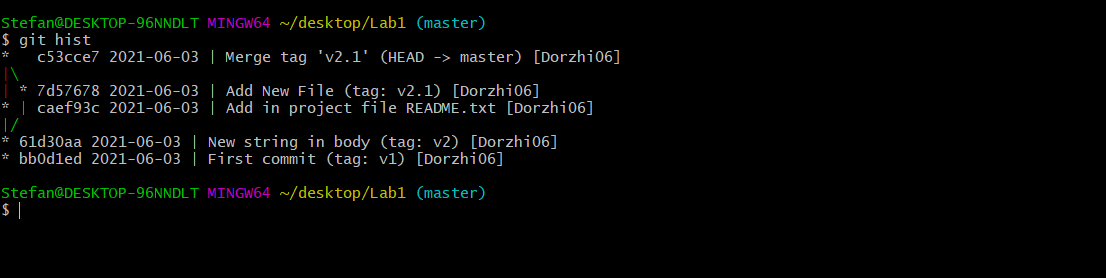 Stefan@DESKTOP-96NNDLT MINGW64 ~/desktop/Lab1 (master)
$ git hist
*   c53cce7 2021-06-03 | Merge tag 'v2.1' (HEAD -> master) [Dorzhi06]
|\
| * 7d57678 2021-06-03 | Add New File (tag: v2.1) [Dorzhi06]
* | caef93c 2021-06-03 | Add in project file README.txt [Dorzhi06]
|/
* 61d30aa 2021-06-03 | New string in body (tag: v2) [Dorzhi06]
* bb0d1ed 2021-06-03 | First commit (tag: v1) [Dorzhi06]
Stefan@DESKTOP-96NNDLT MINGW64 ~/desktop/Lab1 (master)
$